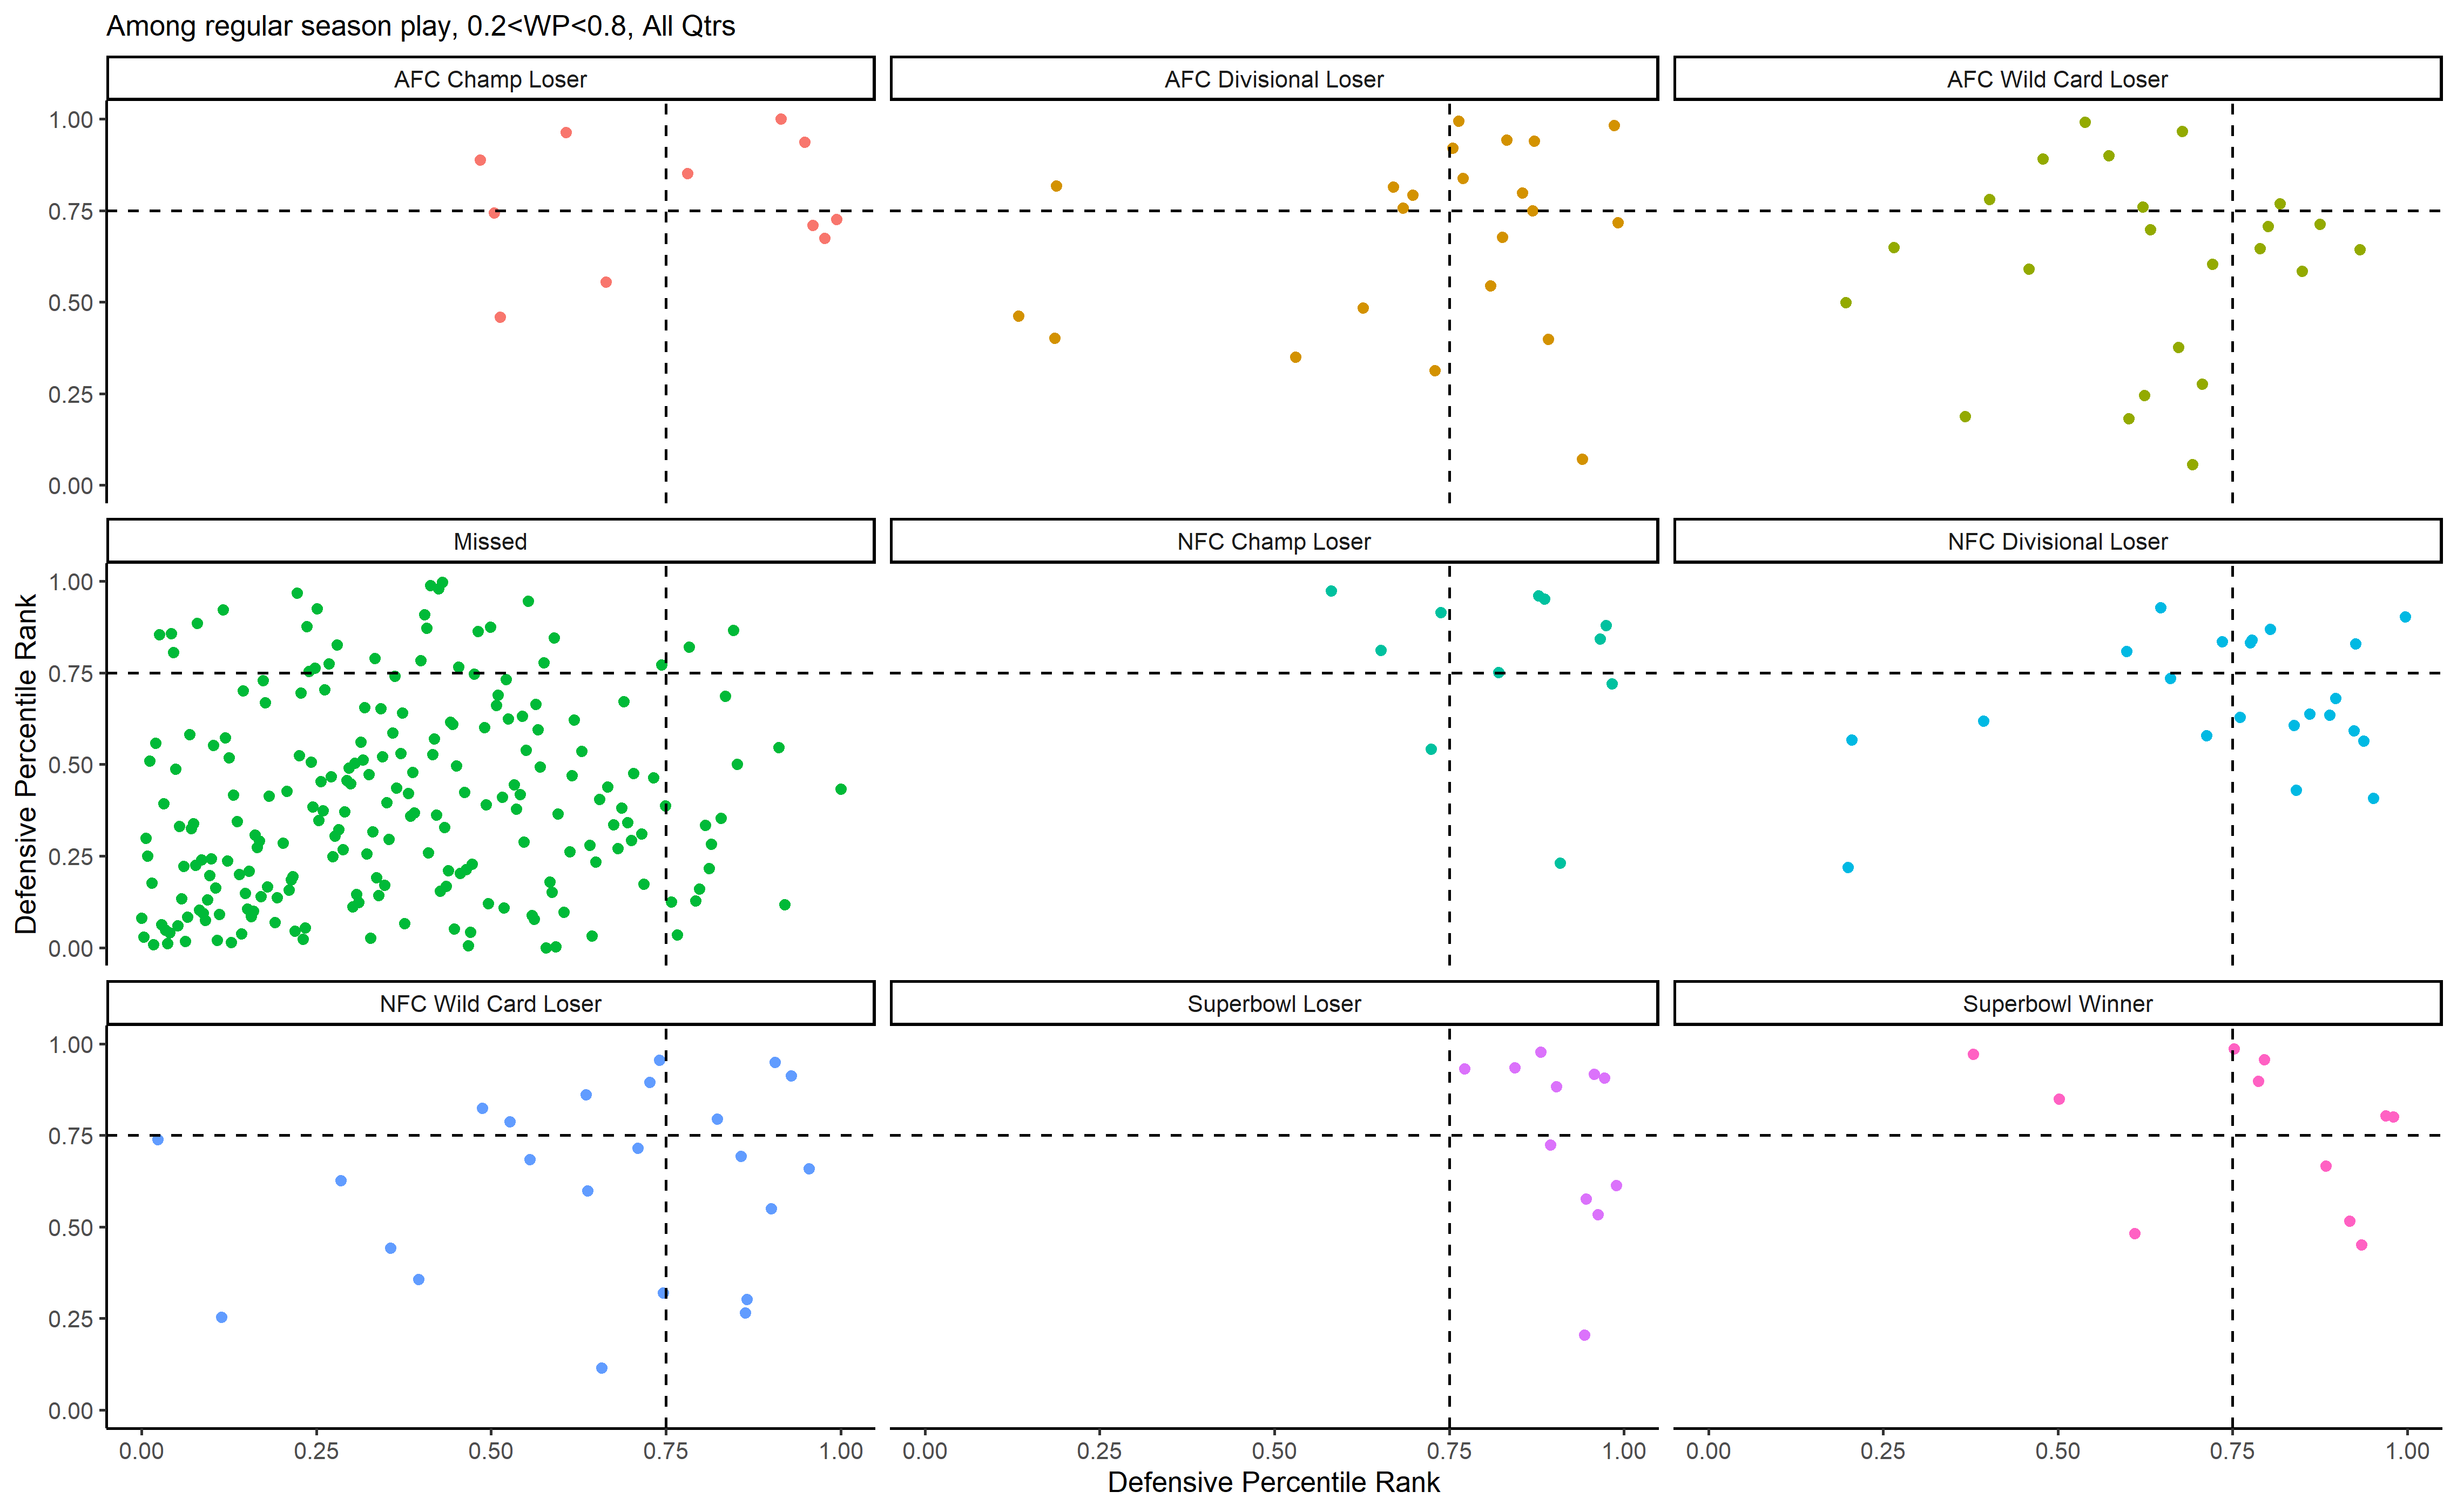 Among regular season play, 0.2<WP<0.8, All Qtrs
AFC Champ Loser
AFC Divisional Loser
AFC Wild Card Loser
1.00
0.75
0.50
0.25
0.00
Missed
NFC Champ Loser
NFC Divisional Loser
1.00
0.75
0.50
0.25
0.00
Defensive Percentile Rank
NFC Wild Card Loser
Superbowl Loser
Superbowl Winner
1.00
0.75
0.50
0.25
0.00
0.00 0.25 0.50 0.75 1.00 0.00 0.25 0.50 0.75 1.00 0.00 0.25 0.50 0.75 1.00
Defensive Percentile Rank